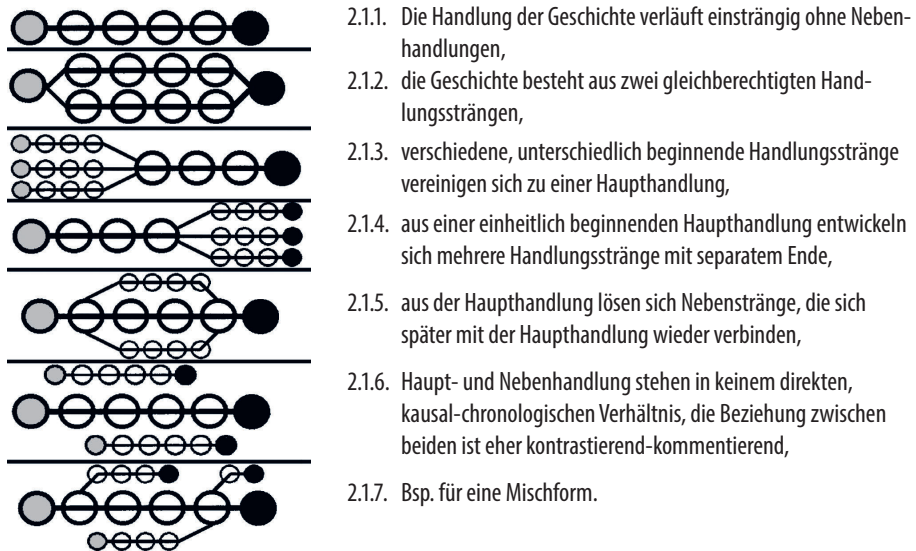 2.1.1. Die Handlung der Geschichte verläuft einsträngig ohne Neben-
handlungen,
2.1.2. die Geschichte besteht aus zwei gleichberechtigten Hand-
lungssträngen,
2.1.3. verschiedene, unterschiedlich beginnende Handlungsstränge
vereinigen sich zu einer Haupthandlung,
2.1.4. aus einer einheitlich beginnenden Haupthandlung entwickeln
sich mehrere Handlungsstränge mit separatem Ende,
2.1.5. aus der Haupthandlung lösen sich Nebenstränge, die sich
später mit der Haupthandlung wieder verbinden,
2.1.6. Haupt- und Nebenhandlung stehen in keinem direkten,
kausal-chronologischen Verhältnis, die Beziehung zwischen
beiden ist eher kontrastierend-kommentierend,
2.1.7. Bsp. für eine Mischform.